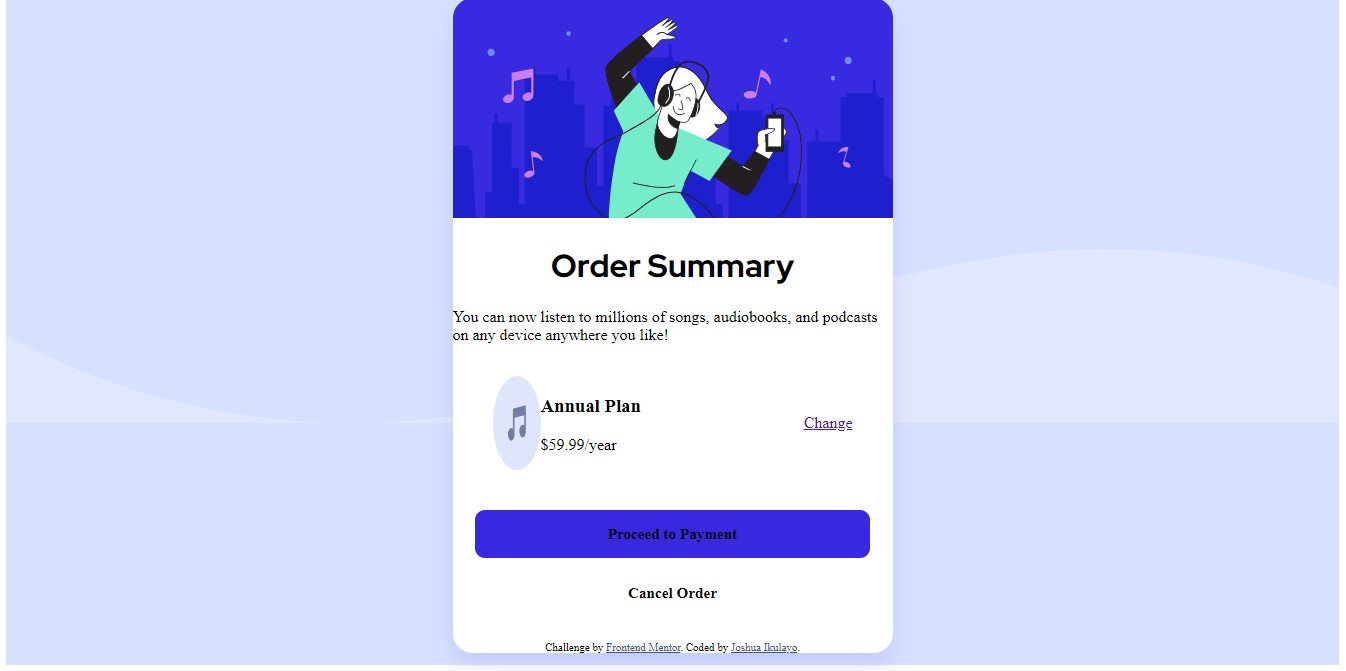 Order Summary
You can now listen to millions of songs, audiobooks, and podcasts
on any device anywhere you like!
Annual Plan
$59.99/year
Change
Proceed to Payment
Cancel Order
Challenge by Frontend Mentor. Coded by Joshua Ikulayo.